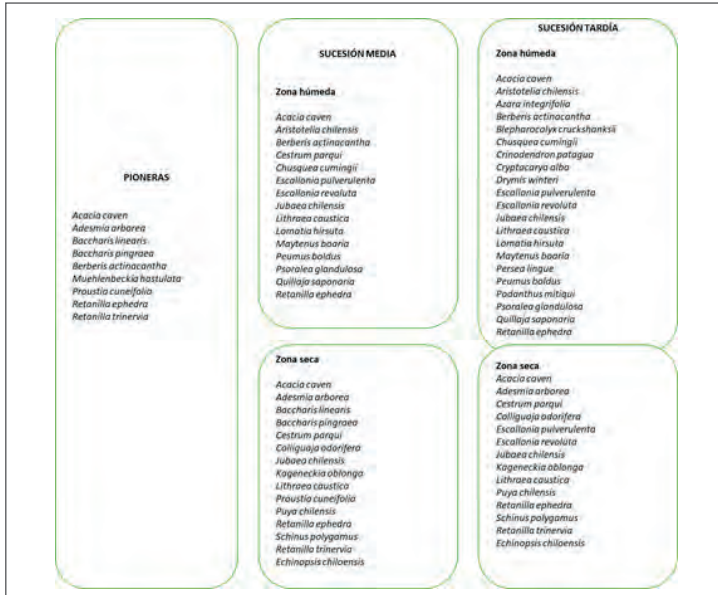 PIONERAS
Acacia caven
Adesmia arborea
Baccharis linearis
Baccharis pingraea
Berberis actinacantha
Muehlenbeckia hastulata
Proustia cuneifolia
Retanilla ephedra
Retanilla trinervia
SUCESIÓN MEDIA
Zona húmeda
Acacia caven
Aristotelia chilensis
Berberis actinacantha
Cestrum parqui
Chusquea cumingii
Escallonia pulverulenta
Escallonia revoluta
Jubaea chilensis
Lithraea caustica
Lomatia hirsuta
Maytenus boaria
Peumus boldus
Psoralea glandulosa
Quillaja saponaria
Retanilla ephedra
Zona seca
Acacia caven
Adesmia arborea
Baccharis linearis
Baccharis pingraea
Cestrum parqui
Colliguaja odorifera
Jubaea chilensis
Kageneckia oblonga
Lithraea caustica
Proustia cuneifolia
Puya chilensis
Retanilla ephedra
Schinus polygamus
Retanilla trinervia
Echinopsis chiloensis
SUCESIÓN TARDÍA
Zona húmeda
Acacia caven
Aristotelia chilensis
Azara integrifolia
Berberis actinacantha
Blepharocalyx cruckshanksii
Chusquea cumingii
Crinodendron patagua
Cryptocarya alba
Drymis winteri
Escallonia pulverulenta
Escallonia revoluta
Jubaea chilensis
Lithraea caustica
Lomatia hirsuta
Maytenus boaria
Persea lingue
Peumus boldus
Podanthus mitiqui
Psoralea glandulosa
Quillaja saponaria
Retanilla ephedra
Zona seca
Acacia caven
Adesmia arborea
Cestrum parqui
Colliguaja odorifera
Escallonia pulverulenta
Escallonia revoluta
Jubaea chilensis
Kageneckia oblonga
Lithraea caustica
Puya chilensis
Retanilla ephedra
Schinus polygamus
Retanilla trinervia
Echinopsis chiloensis